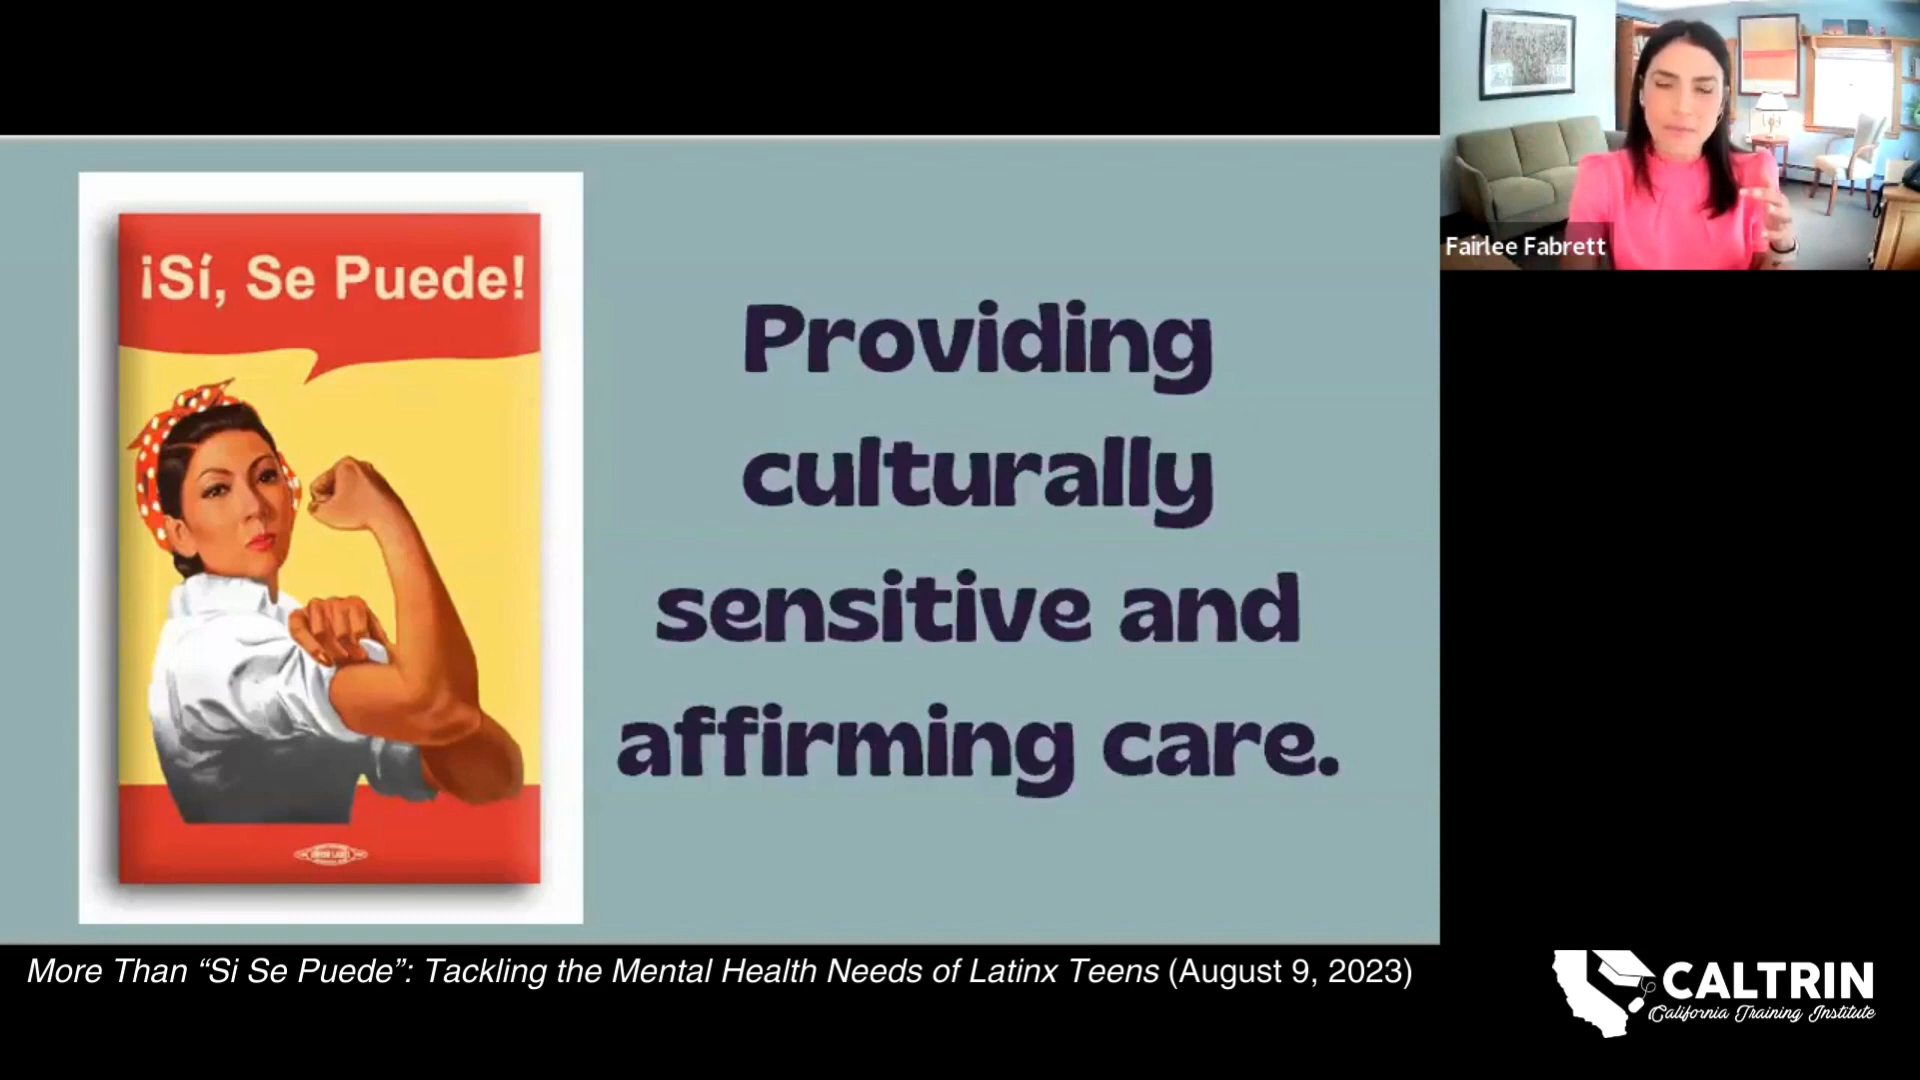 ¡Sí, Se Puede!
Providing
culturally
sensitive and
affirming care.
Fairlee Fabrett
More Than “Si Se Puede”: Tackling the Mental Health Needs of Latinx Teens (August 9, 2023)
CALTRIN
California Training Institute